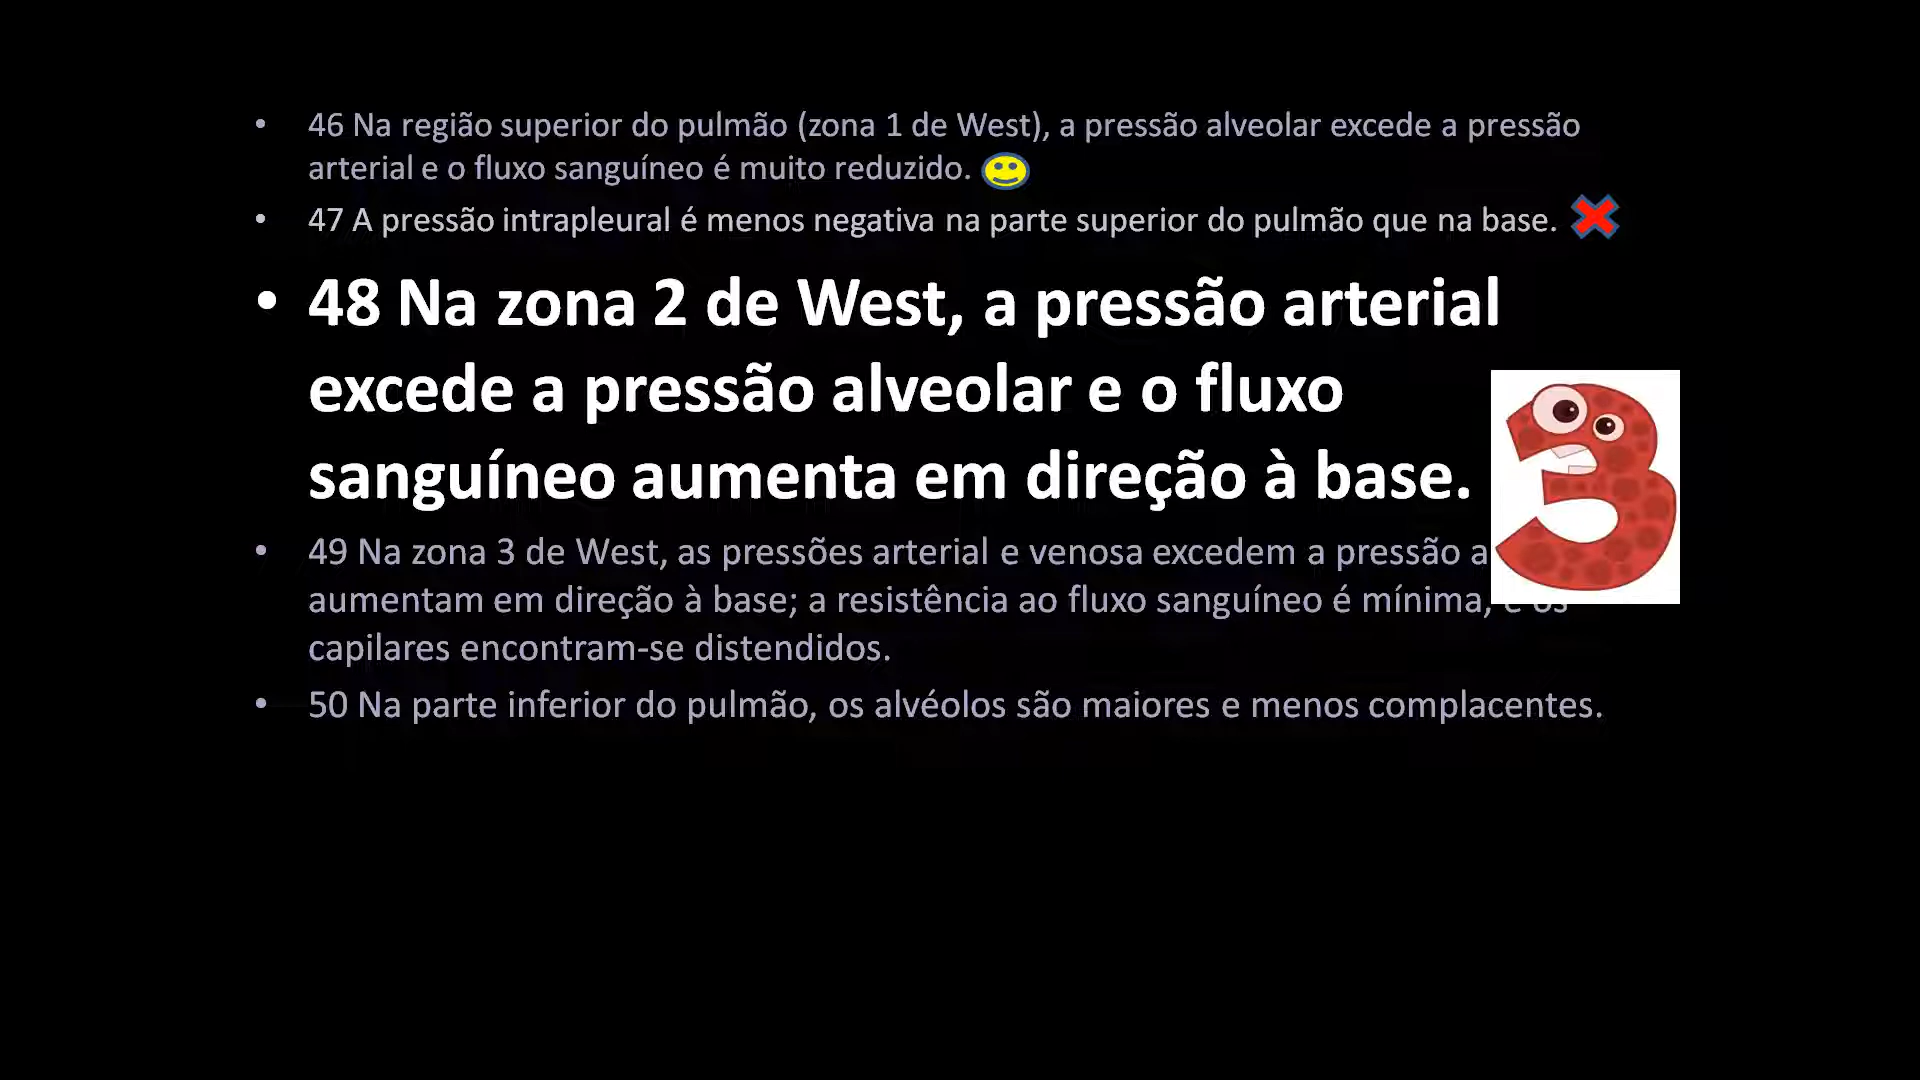 • 46 Na região superior do pulmão (zona 1 de West), a pressão alveolar excede a pressão
arterial e o fluxo sanguíneo é muito reduzido.
• 47 A pressão intrapleural é menos negativa na parte superior do pulmão que na base.
• 48 Na zona 2 de West, a pressão arterial
excede a pressão alveolar e o fluxo
sanguíneo aumenta em direção à base.
3
• 49 Na zona 3 de West, as pressões arterial e venosa excedem a pressão
aumentam em direção à base; a resistência ao fluxo sanguíneo é mínima, e os
capilares encontram-se distendidos.
• 50 Na parte inferior do pulmão, os alvéolos são maiores e menos complacentes.